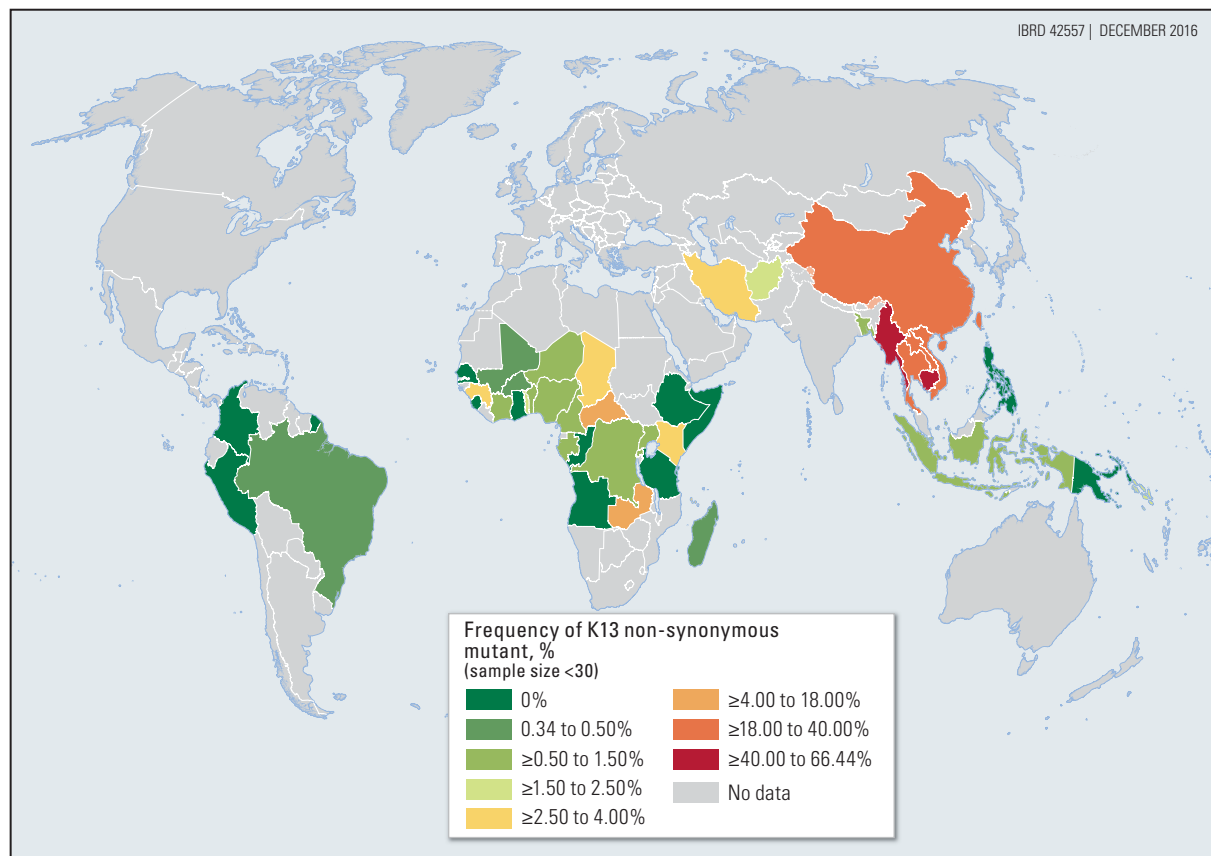 IBRD 42557 | DECEMBER 2016
Frequency of K13 non-synonymous
mutant, %
(sample size <30)
0%
0.34 to 0.50%
≥0.50 to 1.50%
≥1.50 to 2.50%
≥2.50 to 4.00%
≥4.00 to 18.00%
≥18.00 to 40.00%
≥40.00 to 66.44%
No data